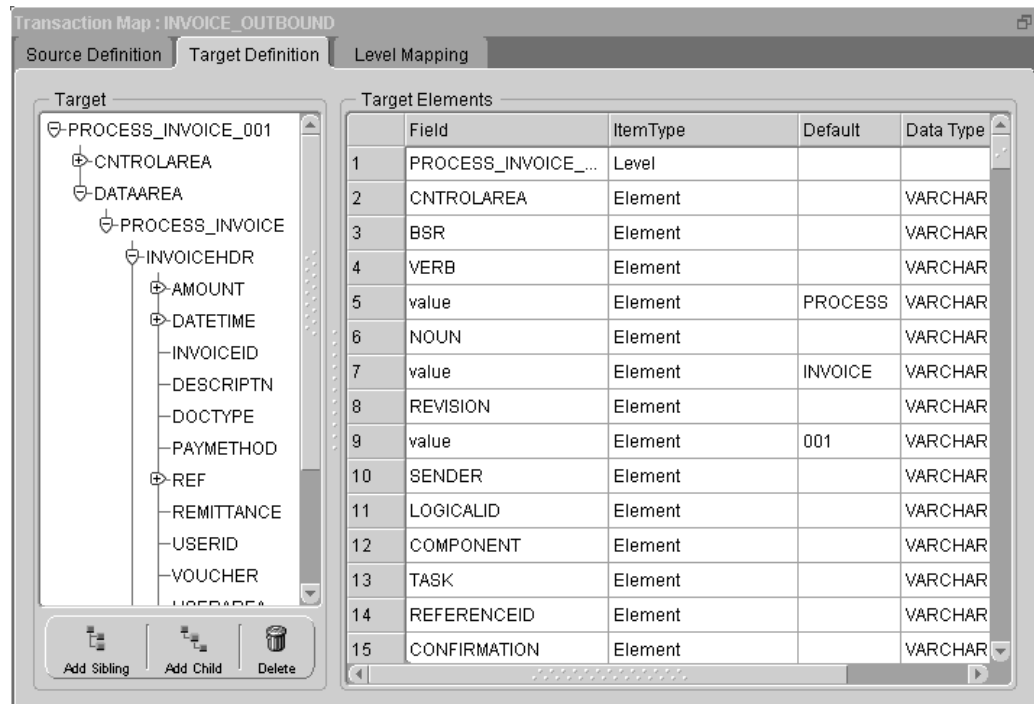 Transaction Map : INVOICE_OUTBOUND
Source Definition Target Definition Level Mapping
Target
PROCESS_INVOICE_001
CNTROLAREA
DATAAREA
PROCESS_INVOICE
INVOICEHDR
AMOUNT
DATETIME
INVOICEID
DESCRIPTN
DOCTYPE
PAYMETHOD
REF
REMITTANCE
USERID
VOUCHER
Add Sibling Add Child Delete
Target Elements
Field ItemType Default Data Type
1 PROCESS_INVOICE_... Level
2 CNTROLAREA Element VARCHAR
3 BSR Element VARCHAR
4 VERB Element VARCHAR
5 value Element PROCESS VARCHAR
6 NOUN Element VARCHAR
7 value Element INVOICE VARCHAR
8 REVISION Element VARCHAR
9 value Element 001 VARCHAR
10 SENDER Element VARCHAR
11 LOGICALID Element VARCHAR
12 COMPONENT Element VARCHAR
13 TASK Element VARCHAR
14 REFERENCEID Element VARCHAR
15 CONFIRMATION Element VARCHAR